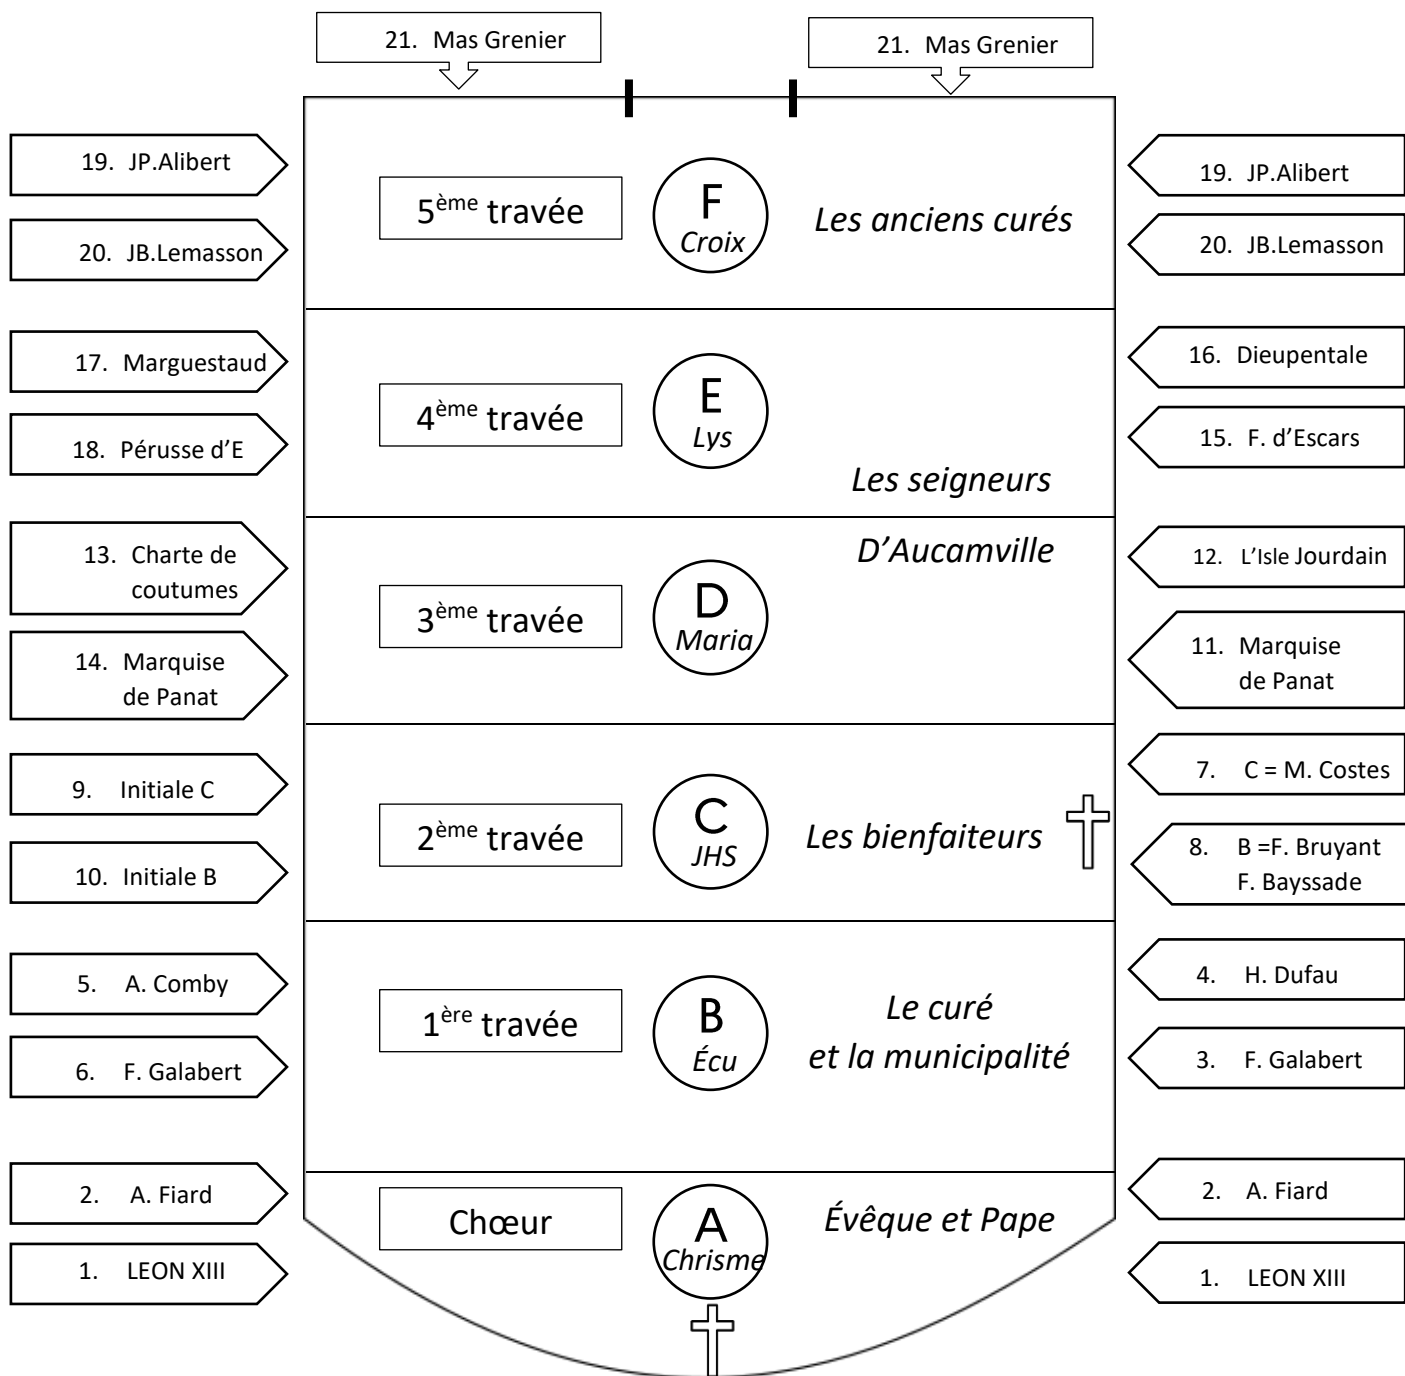 21. Mas Grenier
21. Mas Grenier
19. JP.Alibert
5ème travée
F
Croix
Les anciens curés
19. JP.Alibert
20. JB.Lemasson
20. JB.Lemasson
17. Marguestaud
4ème travée
E
Lys
16. Dieupentale
18. Pérusse d’E
15. F. d’Escars
Les seigneurs
D’Aucamville
13. Charte de
coutumes
3ème travée
D
Maria
12. L’Isle Jourdain
14. Marquise
de Panat
11. Marquise
de Panat
9. Initiale C
2ème travée
C
JHS
Les bienfaiteurs
7. C = M. Costes
10. Initiale B
8. B =F. Bruyant
F. Bayssade
5. A. Comby
1ère travée
B
Écu
Le curé
et la municipalité
4. H. Dufau
6. F. Galabert
3. F. Galabert
2. A. Fiard
Chœur
A
Chrisme
Évêque et Pape
2. A. Fiard
1. LEON XIII
1. LEON XIII